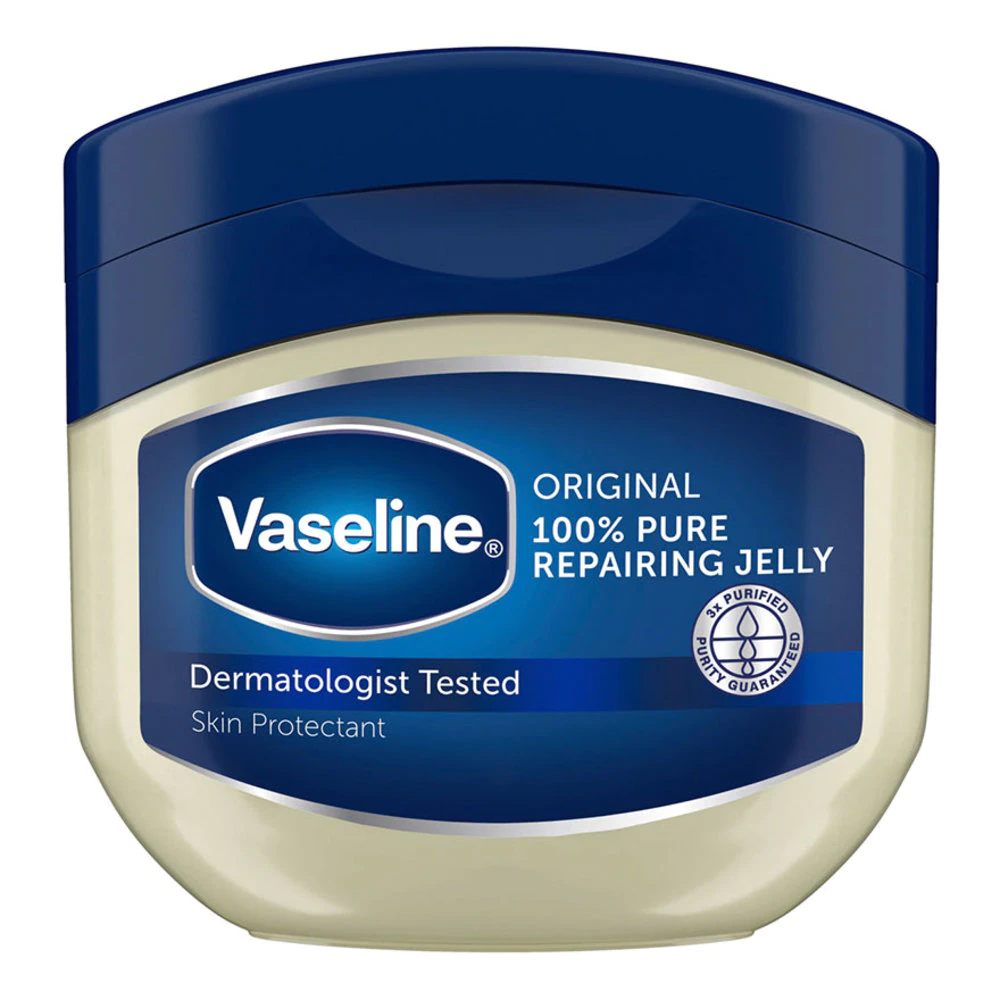 Vaseline®
ORIGINAL
100% PURE
REPAIRING JELLY
3x PURIFIED
PURITY GUARANTEED
Dermatologist Tested
Skin Protectant